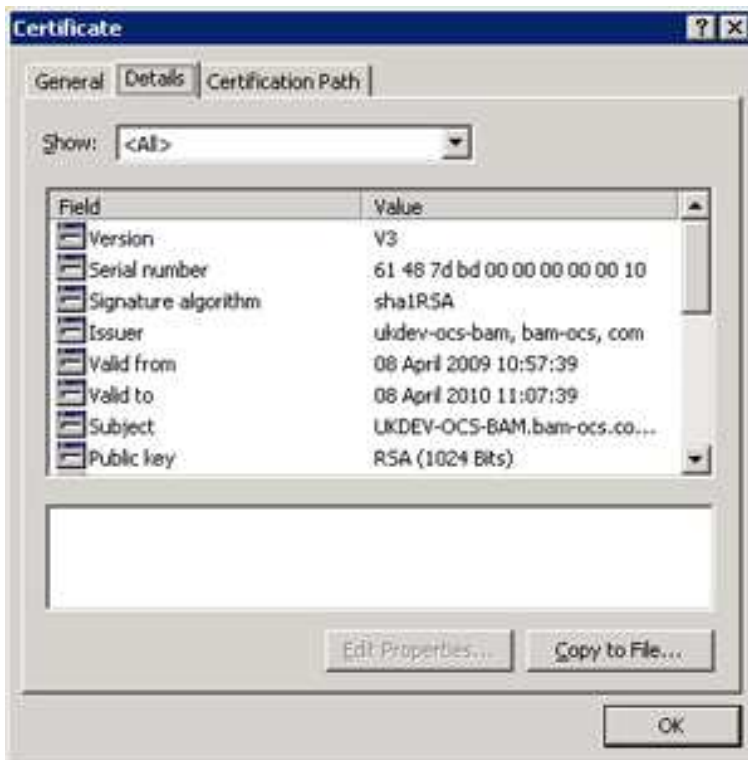 Certificate
General Details Certification Path
Show: <All>
Field Value
Version V3
Serial number 61 48 7d bd 00 00 00 00 00 10
Signature algorithm sha1RSA
Issuer ukdev-ocs-bam, bam-ocs, com
Valid from 08 April 2009 10:57:39
Valid to 08 April 2010 11:07:39
Subject UKDEV-OCS-BAM.bam-ocs.co...
Public key RSA (1024 Bits)
Edit Properties... Copy to File...
OK